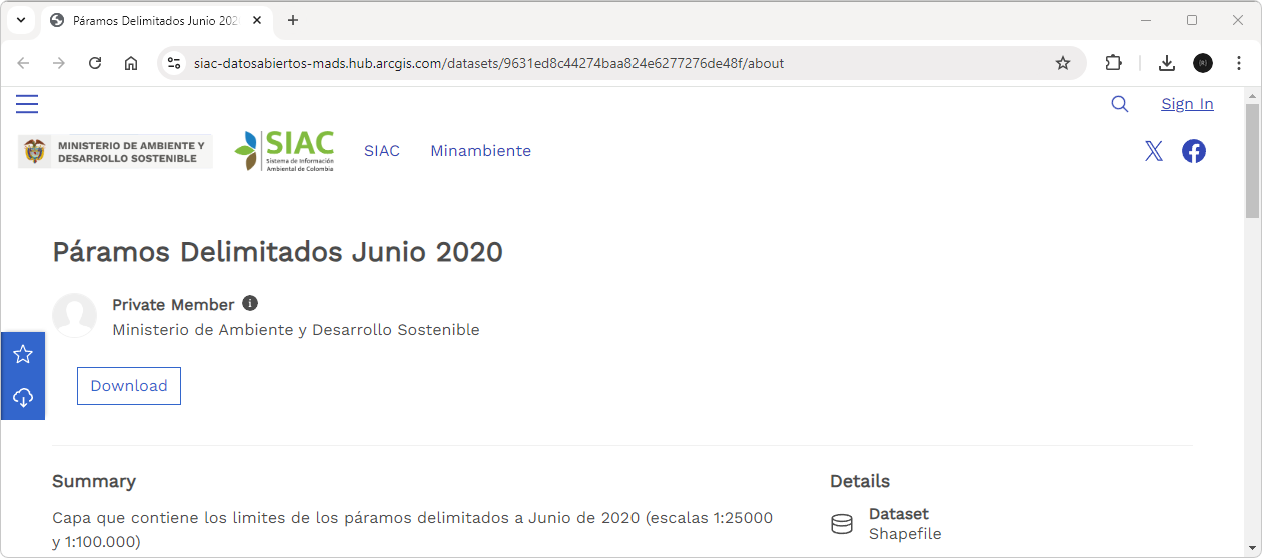 Páramos Delimitados Junio 202
siac-datosabiertos-mads.hub.arcgis.com/datasets/9631ed8c44274baa824e6277276de48f/about
Sign In
MINISTERIO DE AMBIENTE Y
DESARROLLO SOSTENIBLE
SIAC
Sistema de Información
Ambiental de Colombia
SIAC
Minambiente
Páramos Delimitados Junio 2020
Private Member
Ministerio de Ambiente y Desarrollo Sostenible
Download
Summary
Capa que contiene los limites de los páramos delimitados a Junio de 2020 (escalas 1:25000
y 1:100.000)
Details
Dataset
Shapefile